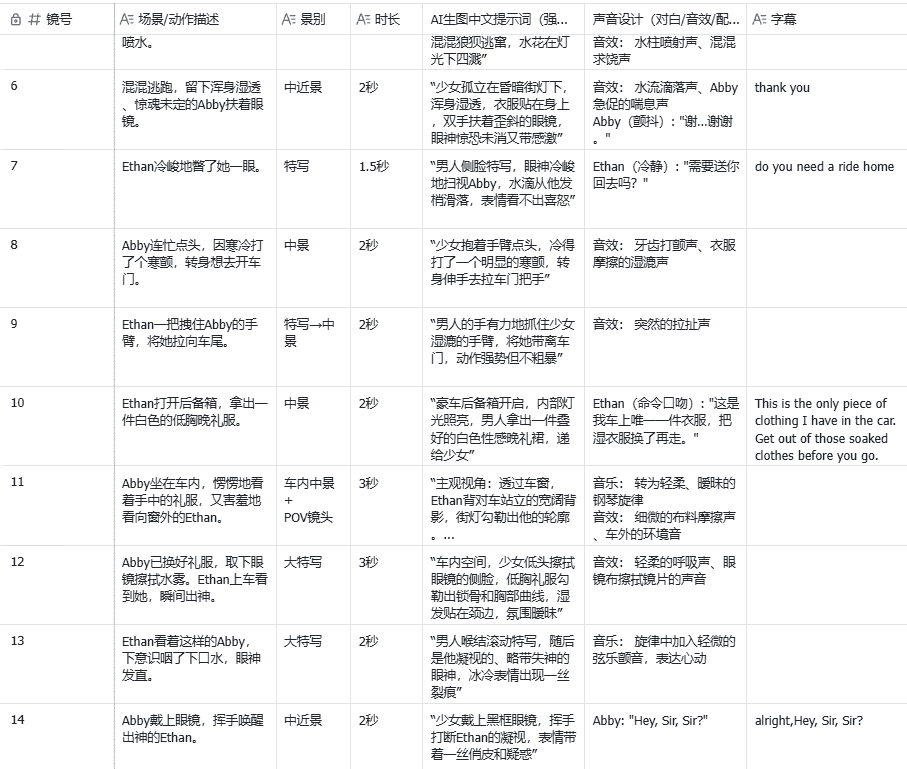 # 镜号
A 场景/动作描述
A 景别
A 时长
A AI生图中文提示词（强...
声音设计（对白/音效/配...
A 字幕
喷水。
混混狼狈逃窜，水花在灯
光下四溅”
音效： 水柱喷射声、混混
求饶声
6
混混逃跑，留下浑身湿透
、惊魂未定的Abby扶着眼
镜。
中近景
2秒
“少女孤立在昏暗街灯下，
浑身湿透，衣服贴在身上
，双手扶着歪斜的眼镜，
眼神惊恐未消又带感激”
音效： 水流滴落声、Abby
急促的喘息声
Abby（颤抖）: "谢...谢谢
。"
thank you
7
Ethan冷峻地瞥了她一眼。
特写
1.5秒
“男人侧脸特写，眼神冷峻
地扫视Abby，水滴从他发
梢滑落，表情看不出喜怒”
Ethan（冷静）: "需要送你
回去吗？"
do you need a ride home
8
Abby连忙点头，因寒冷打
了个寒颤，转身想去开车
门。
中景
2秒
“少女抱着手臂点头，冷得
打了一个明显的寒颤，转
身伸手去拉车门把手”
音效： 牙齿打颤声、衣服
摩擦的湿漉声
9
Ethan一把拽住Abby的手
臂，将她拉向车尾。
特写→中
景
2秒
“男人的手有力地抓住少女
湿漉的手臂，将她带离车
门，动作强势但不粗暴”
音效： 突然的拉扯声
10
Ethan打开后备箱，拿出一
件白色的低胸晚礼服。
中景
2秒
“豪车后备箱开启，内部灯
光照亮，男人拿出一件叠
好的白色性感晚礼裙，递
给少女”
Ethan（命令口吻）: "这是
我车上唯一一件衣服，把
湿衣服换了再走。"
This is the only piece of
clothing I have in the car.
Get out of those soaked
clothes before you go.
11
Abby坐在车内，愣愣地看
着手中的礼服，又害羞地
看向窗外的Ethan。
车内中景
+
POV镜头
3秒
“主观视角：透过车窗，
Ethan背对车站立的宽阔背
影，街灯勾勒出他的轮廓
。...
音乐： 转为轻柔、暧昧的
钢琴旋律
音效： 细微的布料摩擦声
、车外的环境音
12
Abby已换好礼服，取下眼
镜擦拭水雾。Ethan上车看
到她，瞬间出神。
大特写
3秒
“车内空间，少女低头擦拭
眼镜的侧脸，低胸礼服勾
勒出锁骨和胸部曲线，湿
发贴在颈边，氛围暧昧”
音效： 轻柔的呼吸声、眼
镜布擦拭镜片的声音
13
Ethan看着这样的Abby，
下意识咽了下口水，眼神
发直。
大特写
2秒
“男人喉结滚动特写，随后
是他凝视的、略带失神的
眼神，冰冷表情出现一丝
裂痕”
音乐： 旋律中加入轻微的
弦乐颤音，表达心动
14
Abby戴上眼镜，挥手唤醒
出神的Ethan。
中近景
2秒
“少女戴上黑框眼镜，挥手
打断Ethan的凝视，表情带
着一丝俏皮和疑惑”
Abby: "Hey, Sir, Sir?"
alright,Hey, Sir, Sir?